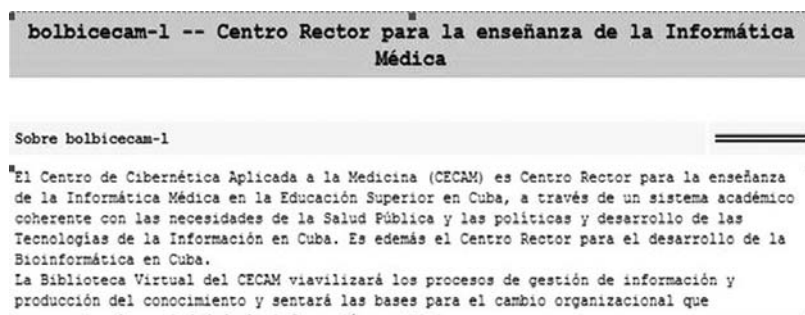 bolbicecam-l -- Centro Rector para la enseñanza de la Informática
Médica
Sobre bolbicecam-l
El Centro de Cibernética Aplicada a la Medicina (CECAM) es Centro Rector para la enseñanza
de la Informática Médica en la Educación Superior en Cuba, a través de un sistema académico
coherente con las necesidades de la Salud Pública y las políticas y desarrollo de las
Tecnologías de la Información en Cuba. Es edemás el Centro Rector para el desarrollo de la
Bioinformática en Cuba.
La Biblioteca Virtual del CECAM viavilizará los procesos de gestión de información y
producción del conocimiento y sentará las bases para el cambio organizacional que